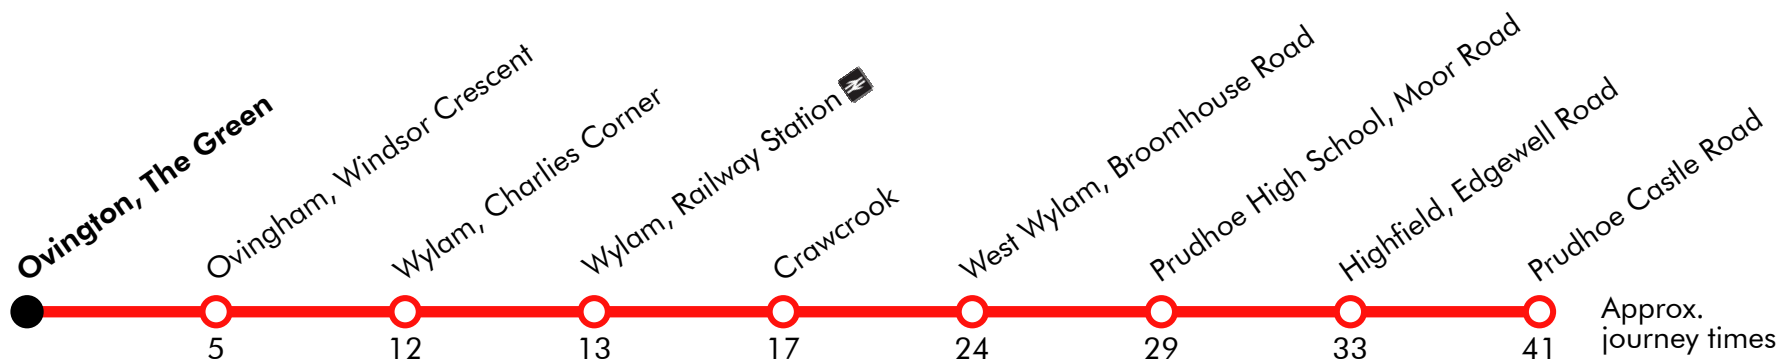 Ovington, The Green
Ovingham, Windsor Crescent
Wylam, Charlies Corner
Wylam, Railway Station
Crawcrook
West Wylam, Broomhouse Road
Prudhoe High School, Moor Road
Highfield, Edgewell Road
Prudhoe Castle Road
5
12
13
17
24
29
33
41
Approx.
journey times